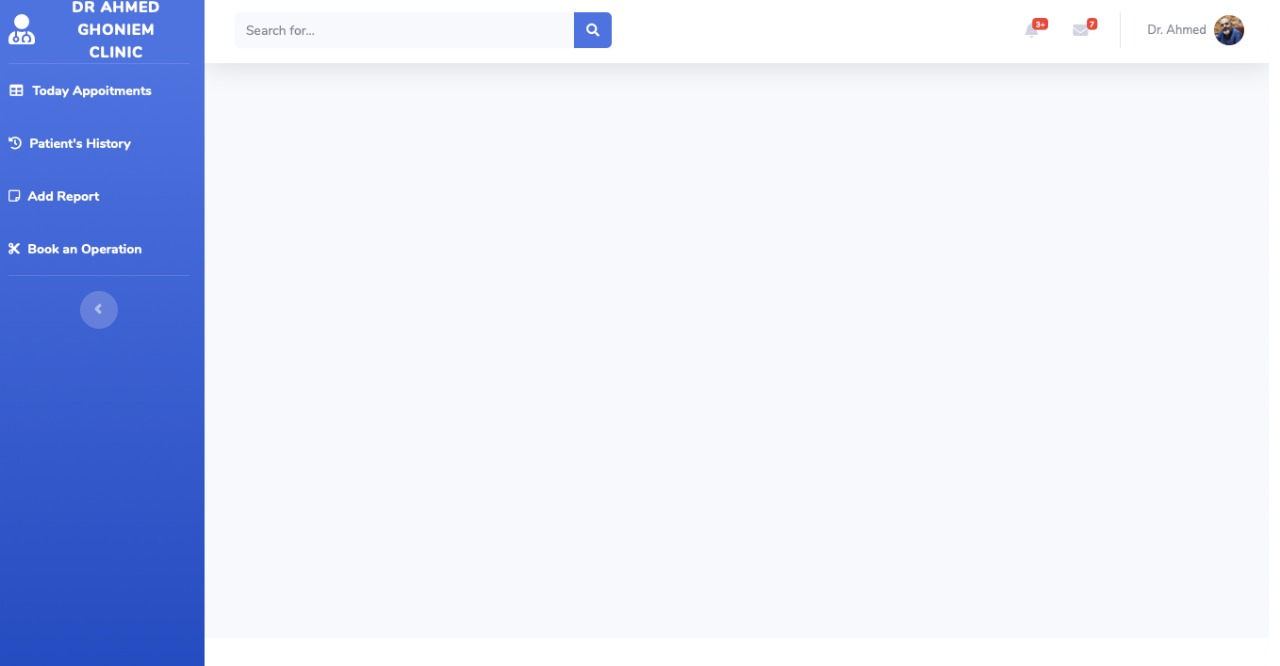 DR AHMED
GHONIEM
CLINIC
Search for...
3+
7
Dr. Ahmed
Today Appoitments
Patient's History
Add Report
Book an Operation